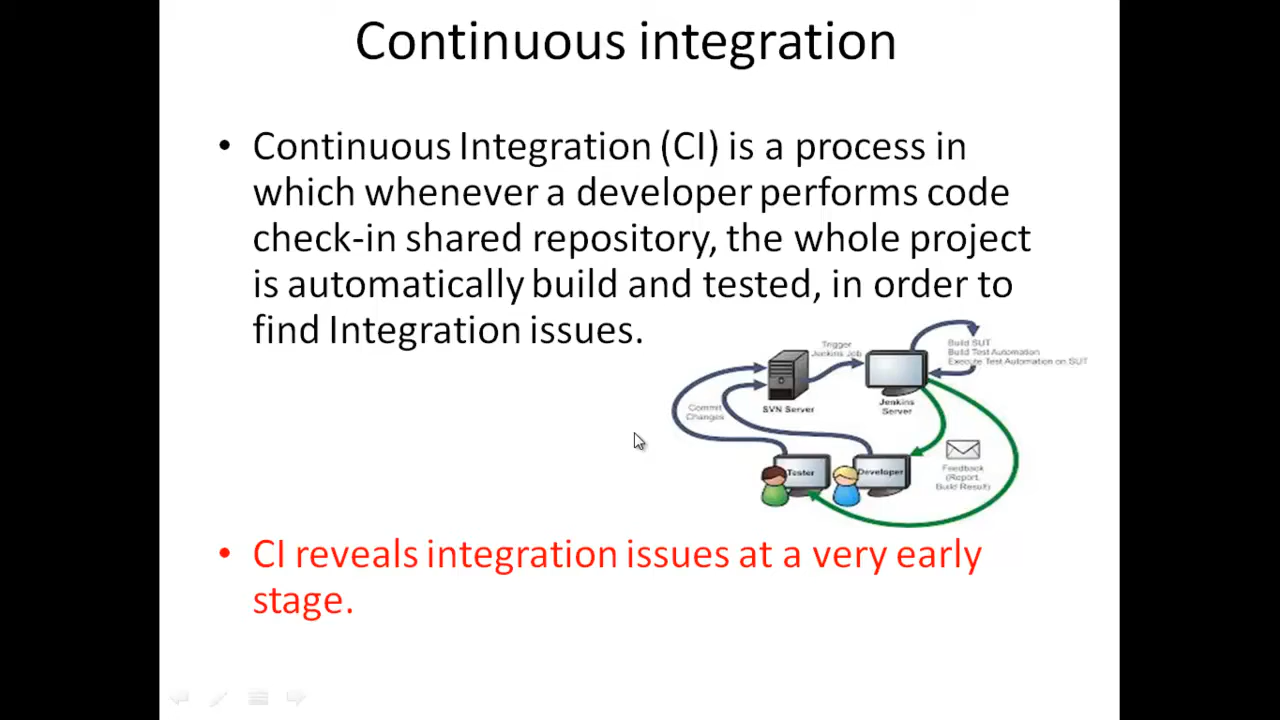 Continuous integration
• Continuous Integration (CI) is a process in
which whenever a developer performs code
check-in shared repository, the whole project
is automatically build and tested, in order to
find Integration issues.
Trigger
Jenkins Job
Build SUT
Build Test Automation
Execute Test Automation on SUT
Commit
Changes
SVN Server
Jenkins
Server
Tester
Developer
Feedback
(Report,
Build Result)
• CI reveals integration issues at a very early
stage.